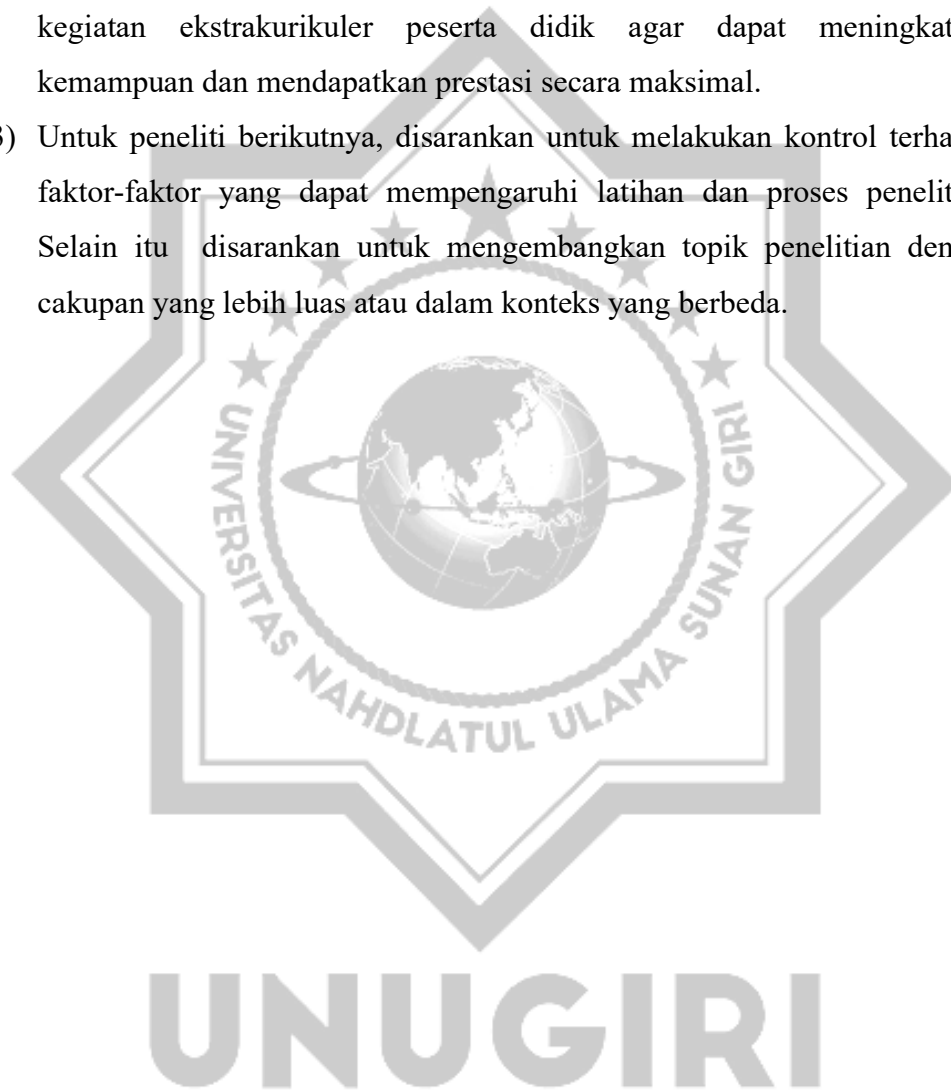 kegiatan ekstrakurikuler peserta didik agar dapat meningkat
kemampuan dan mendapatkan prestasi secara maksimal.
3) Untuk peneliti berikutnya, disarankan untuk melakukan kontrol terha
faktor-faktor yang dapat mempengaruhi latihan dan proses penelit
Selain itu disarankan untuk mengembangkan topik penelitian den
cakupan yang lebih luas atau dalam konteks yang berbeda.
UNIVERSITAS NAHDLATUL ULAMA SUNAN GIRI
UNUGIRI